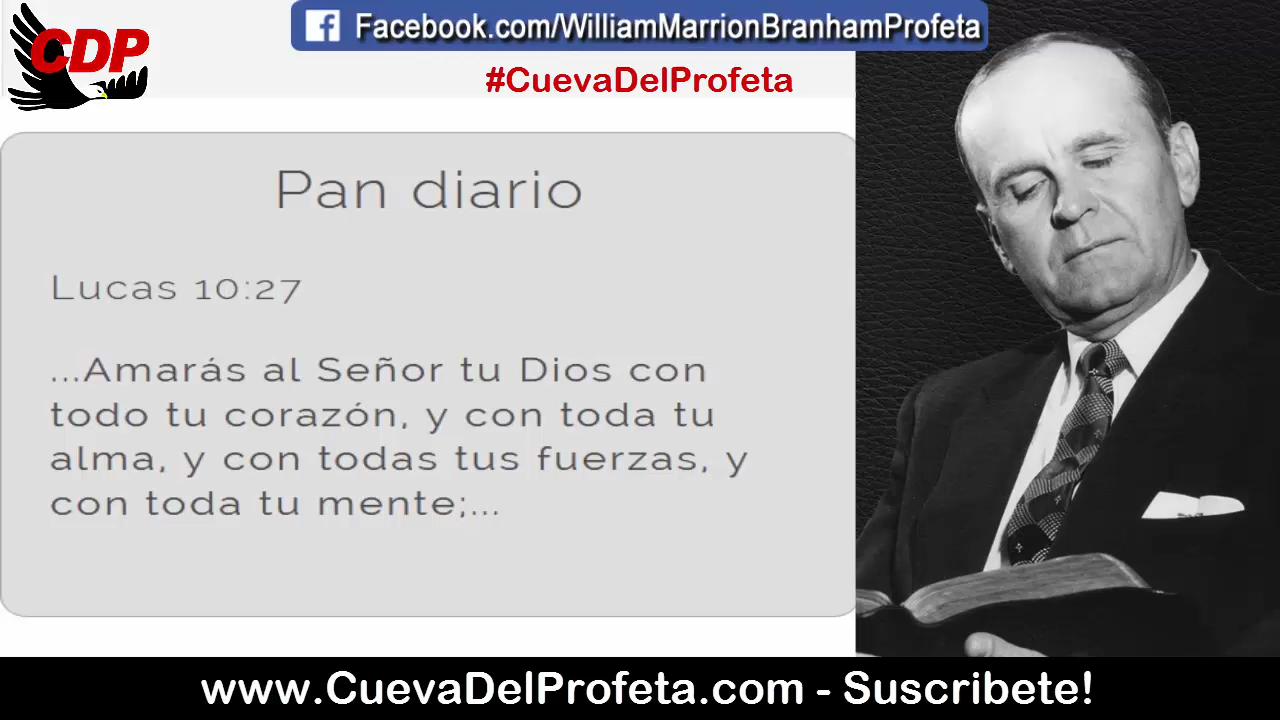 CDP
Facebook.com/WilliamMarrionBranhamProfeta
#CuevaDelProfeta
Pan diario
Lucas 10:27
...Amarás al Señor tu Dios con
todo tu corazón, y con toda tu
alma, y con todas tus fuerzas, y
con toda tu mente;...
www.CuevaDelProfeta.com - Suscribete!